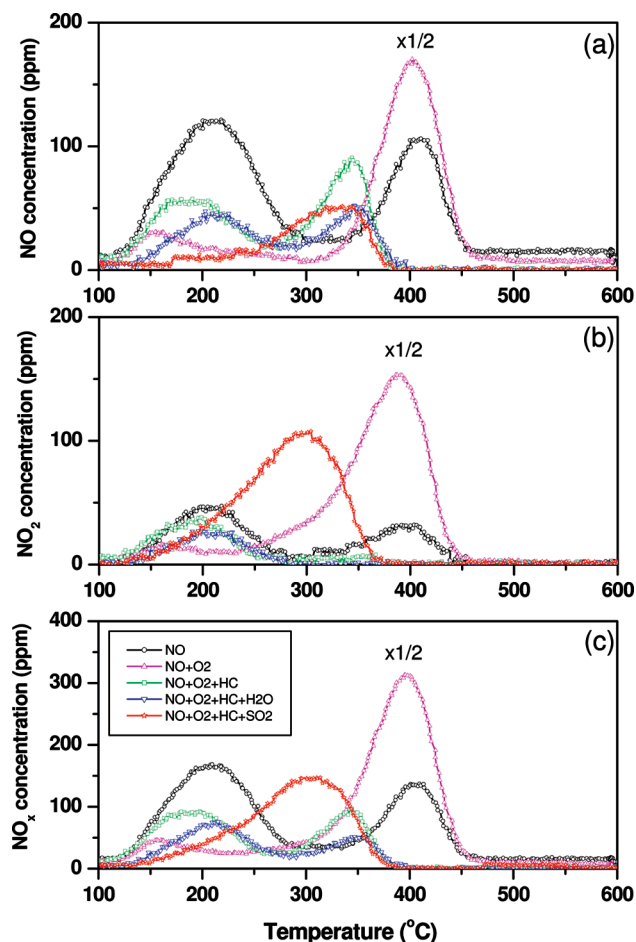 200
(a)
x1/2
NO concentration (ppm)
100
0
100 200 300 400 500 600
200
(b)
x1/2
NO2 concentration (ppm)
100
0
100 200 300 400 500 600
400
(c)
x1/2
NO
NO+O2
NO+O2+HC
NO+O2+HC+H2O
NO+O2+HC+SO2
NOx concentration (ppm)
300
200
100
0
100 200 300 400 500 600
Temperature (°C)